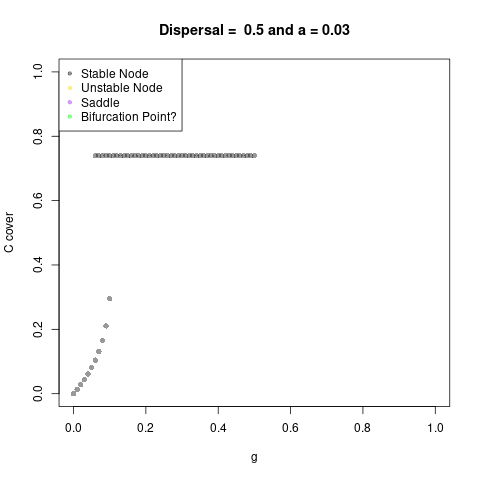 Dispersal =  0.5 and a = 0.03
Stable Node
Unstable Node
Saddle
Bifurcation Point?
C cover
1.0
0.8
0.6
0.4
0.2
0.0
0.0 0.2 0.4 0.6 0.8 1.0
g